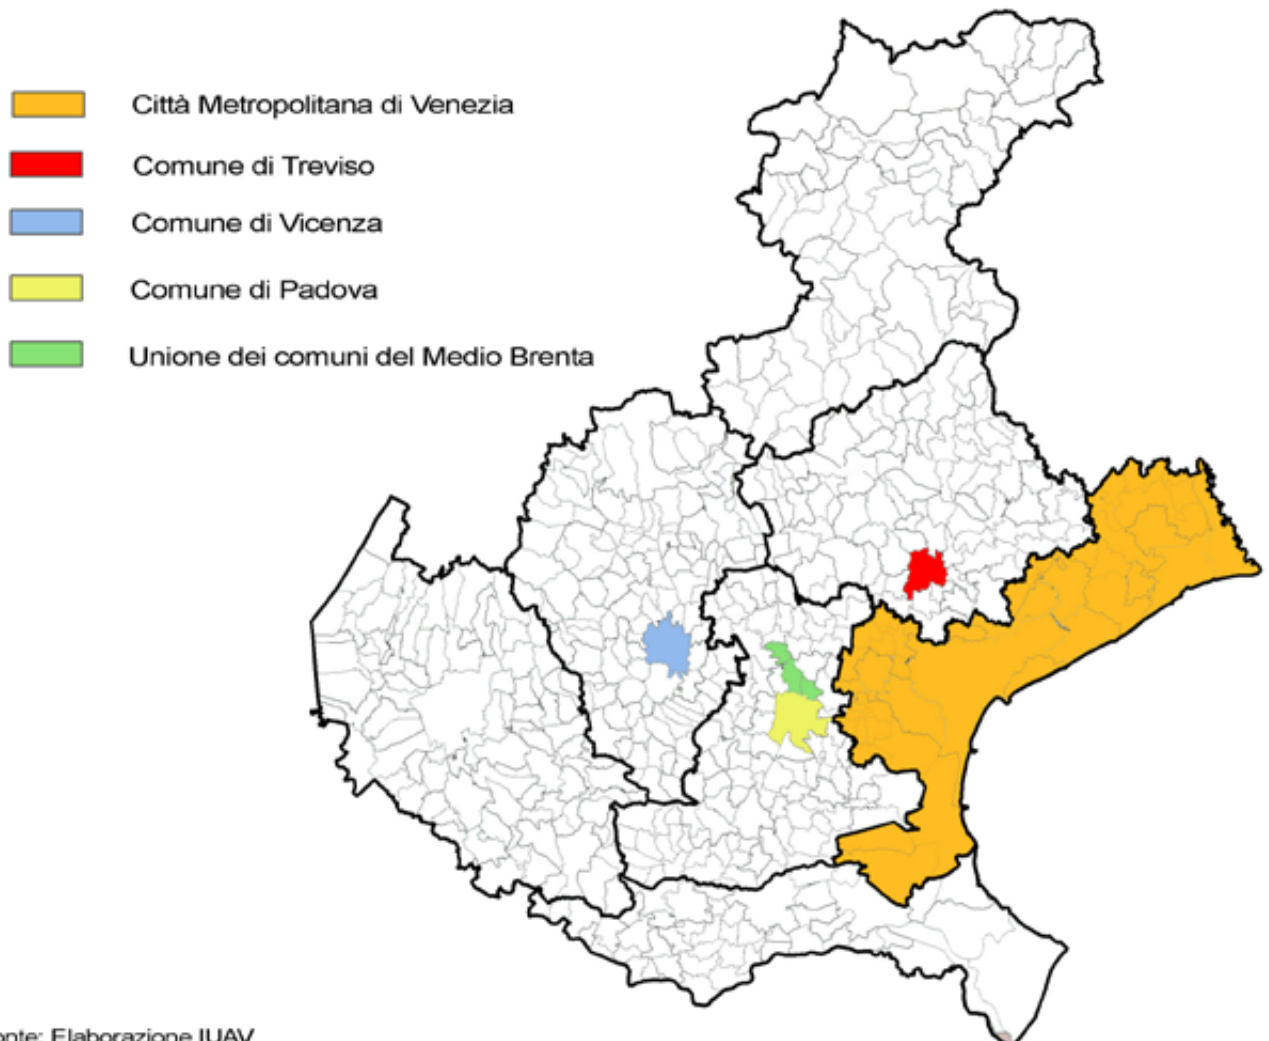 Città Metropolitana di Venezia
Comune di Treviso
Comune di Vicenza
Comune di Padova
Unione dei comuni del Medio Brenta
onte: Elaborazione IUAV